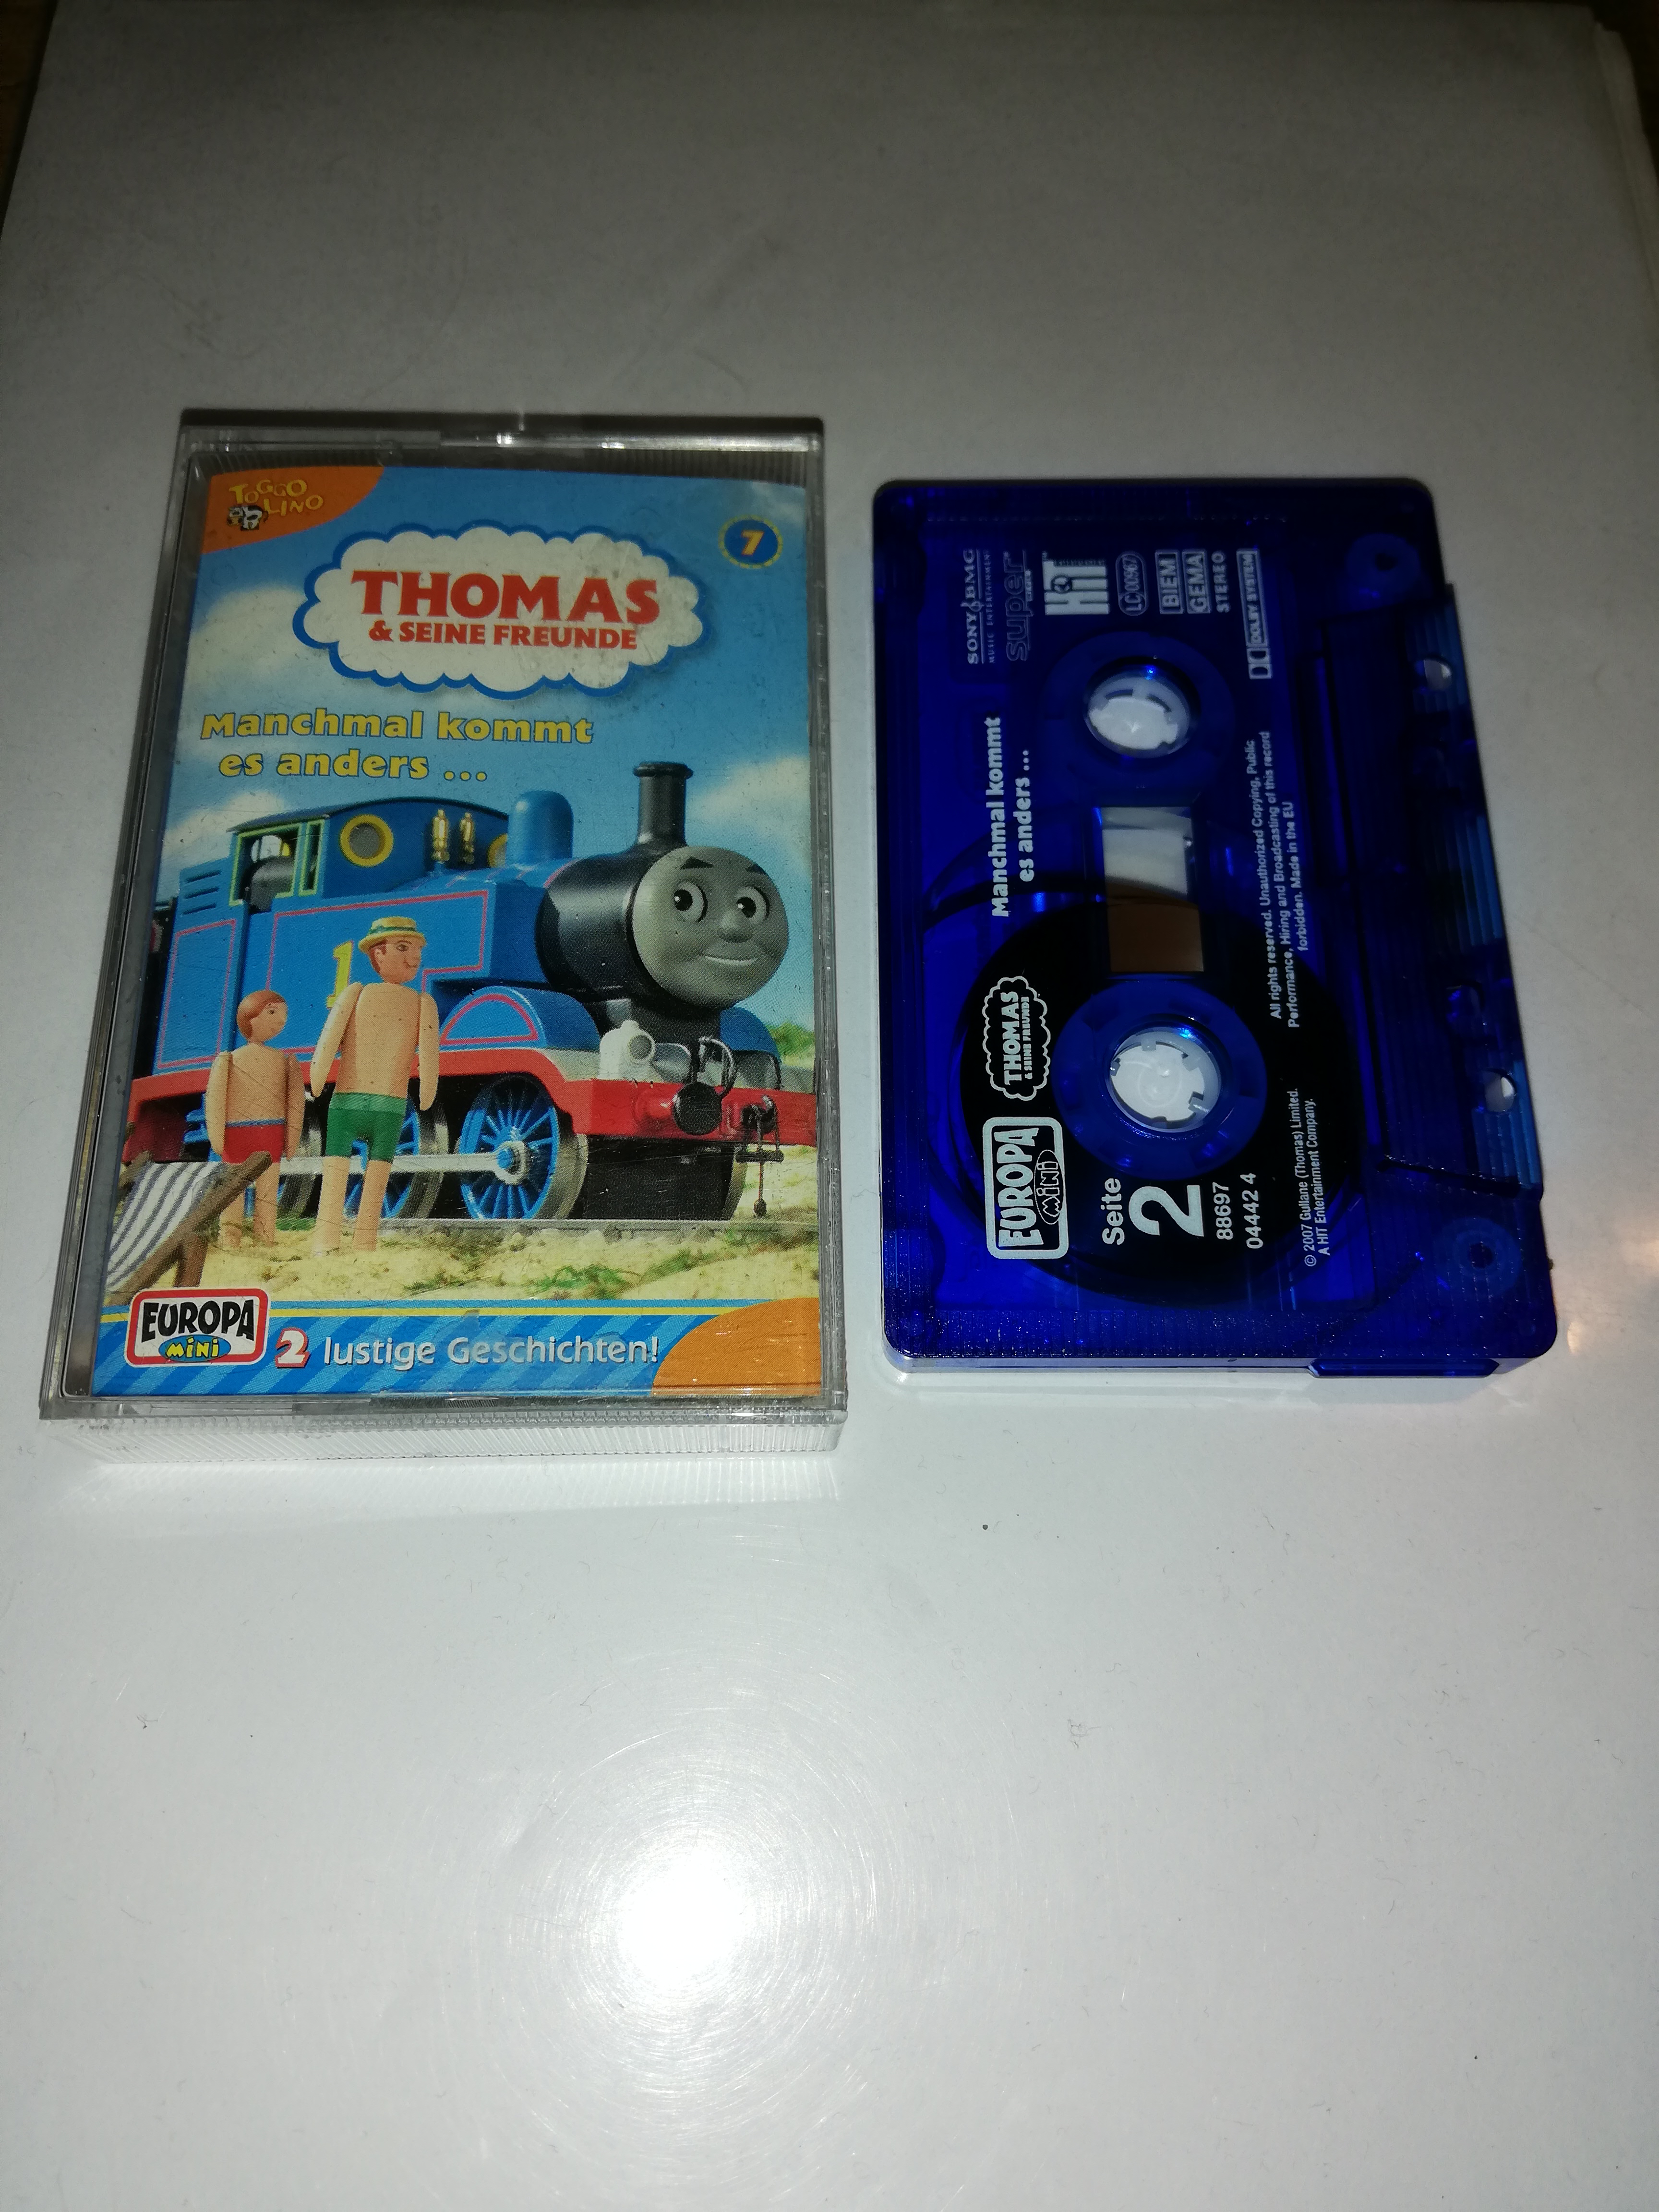 TOGGO
LINO
7
THOMAS
& SEINE FREUNDE
Manchmal kommt
es anders ...
1
EUROPA
mini
2 lustige Geschichten!
EUROPA
mini
THOMAS
& SEINE FREUNDE
Manchmal kommt
es anders ...
SONY BMG
MUSIC ENTERTAINMENT
super
HiT
LC 00967
BIEM
GEMA
STEREO
DOLBY SYSTEM
Seite
2
88697
04442 4
All rights reserved. Unauthorized Copying, Public
Performance, Hiring and Broadcasting of this record
forbidden. Made in the EU
© 2007 Gullane (Thomas) Limited.
A HIT Entertainment Company.